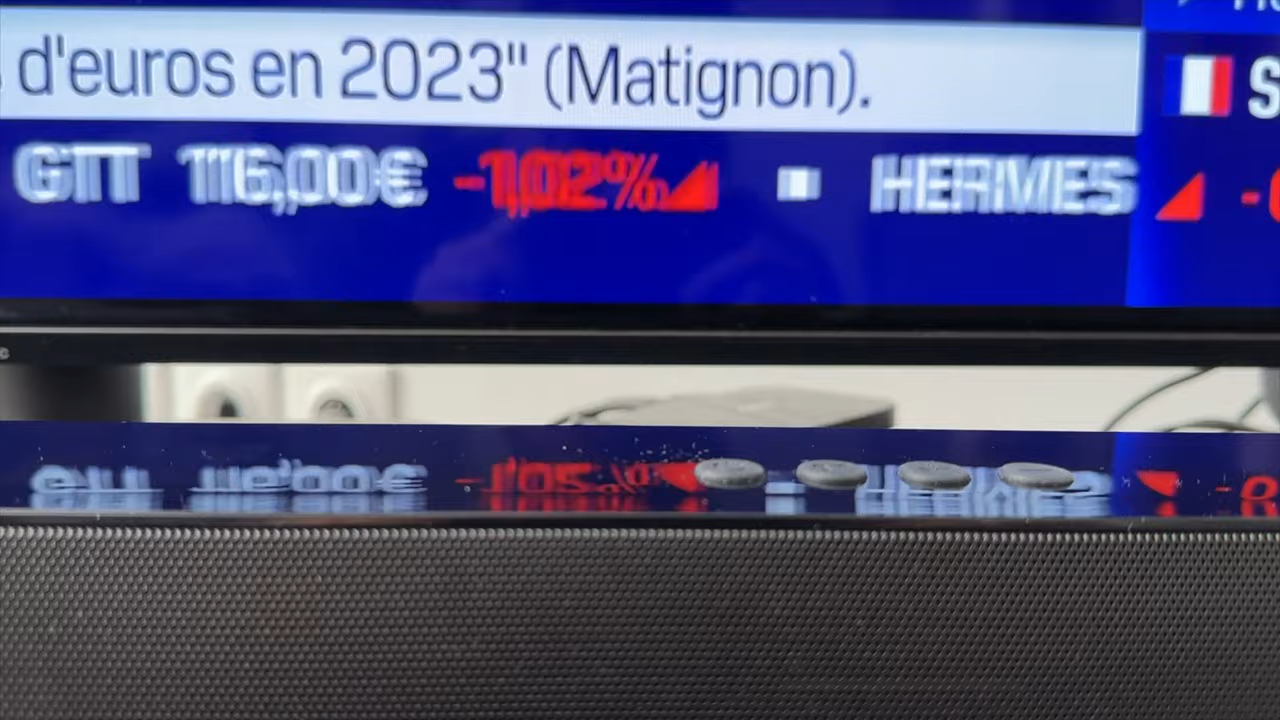 d'euros en 2023" (Matignon).
GTT 116,00€ -1,02% HERMES